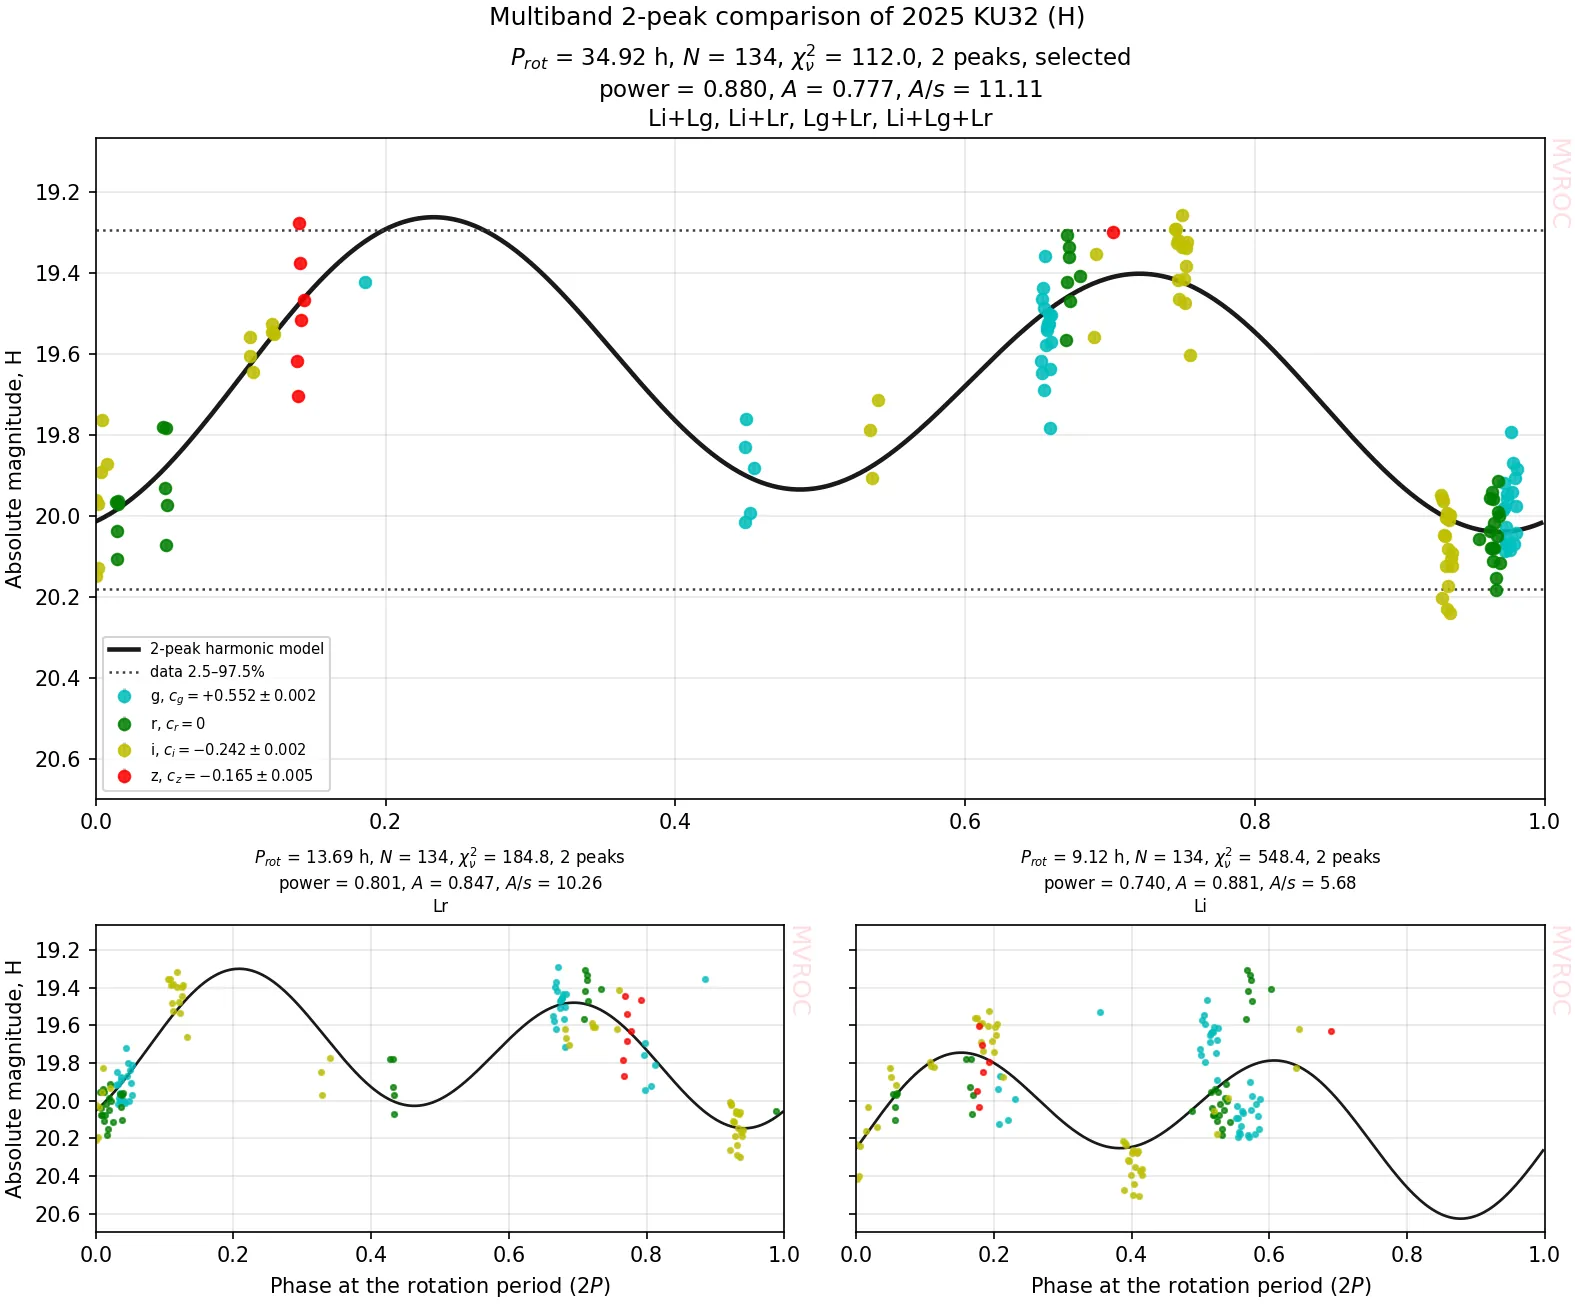 Multiband 2-peak comparison of 2025 KU32 (H)
P_rot = 34.92 h, N = 134, χ²_ν = 112.0, 2 peaks, selected
power = 0.880, A = 0.777, A/s = 11.11
Li+Lg, Li+Lr, Lg+Lr, Li+Lg+Lr
MVROC
Absolute magnitude, H
19.2
19.4
19.6
19.8
20.0
20.2
20.4
20.6
2-peak harmonic model
data 2.5–97.5%
g, c_g = +0.552 ± 0.002
r, c_r = 0
i, c_i = −0.242 ± 0.002
z, c_z = −0.165 ± 0.005
0.0 0.2 0.4 0.6 0.8 1.0
P_rot = 13.69 h, N = 134, χ²_ν = 184.8, 2 peaks
power = 0.801, A = 0.847, A/s = 10.26
Lr
MVROC
Absolute magnitude, H
19.2
19.4
19.6
19.8
20.0
20.2
20.4
20.6
0.0 0.2 0.4 0.6 0.8 1.0
Phase at the rotation period (2P)
P_rot = 9.12 h, N = 134, χ²_ν = 548.4, 2 peaks
power = 0.740, A = 0.881, A/s = 5.68
Li
MVROC
0.0 0.2 0.4 0.6 0.8 1.0
Phase at the rotation period (2P)